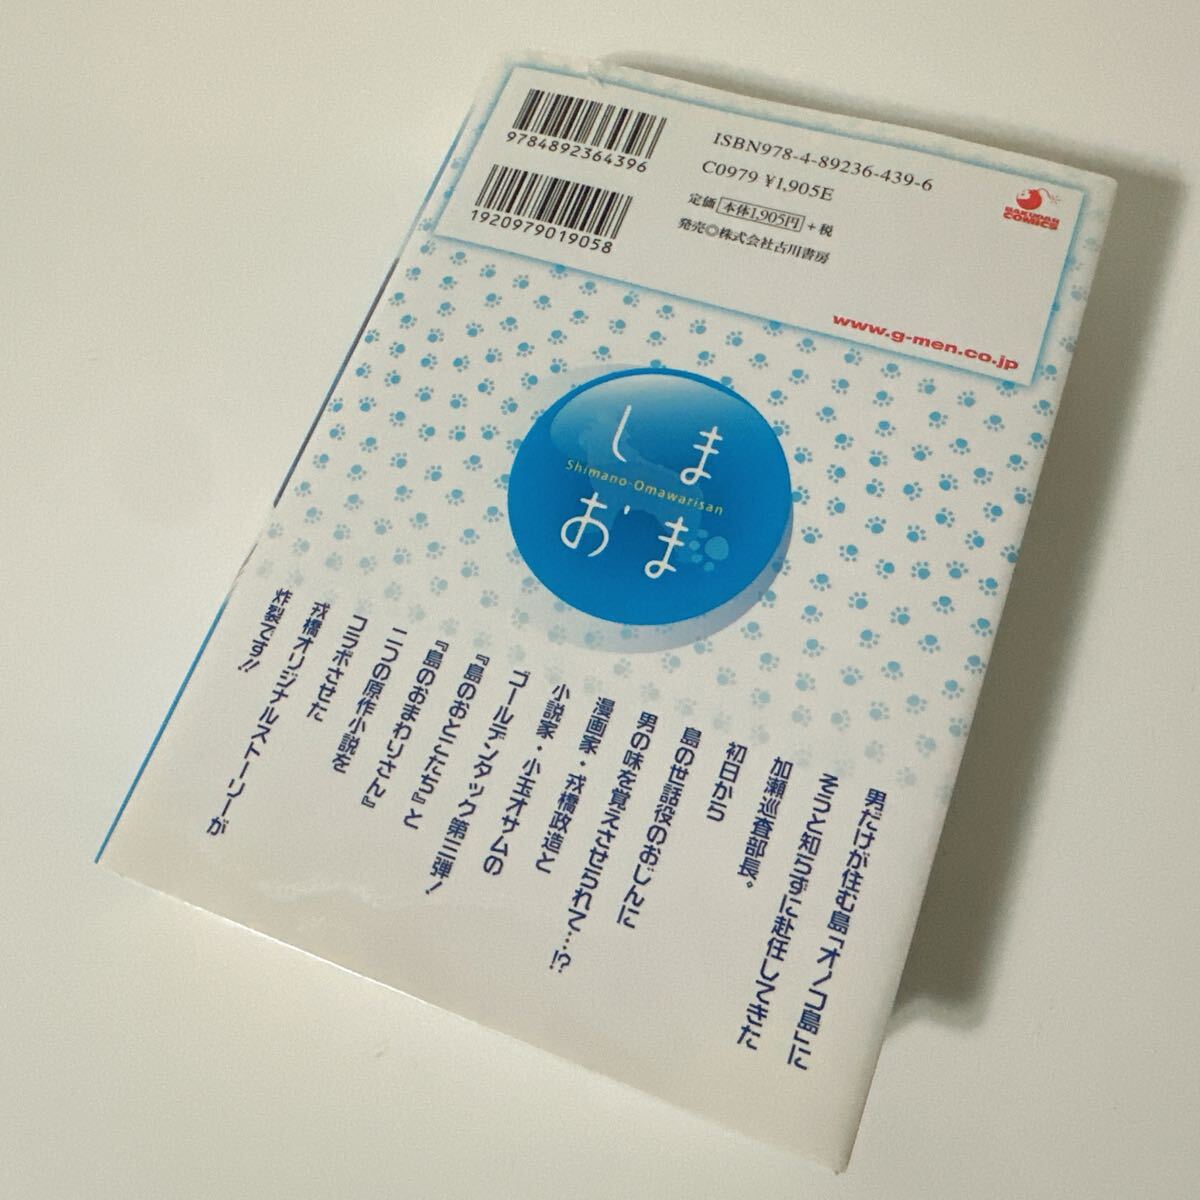 9784892364396
1920979019058
ISBN978-4-89236-439-6
C0979 ¥1,905E
定価 本体1,905円 +税
発売◎株式会社古川書房
BAKUDAN
COMICS
www.g-men.co.jp
しま
Shimano-Omawarisan
おま
男だけが住む島「オノコ島」に
そうと知らずに赴任してきた
加瀬巡査部長。
初日から
島の世話役のおじんに
男の味を覚えさせられて…!?
漫画家・戎橋政造と
小説家・小玉オサムの
ゴールデンタッグ第三弾!
『島のおとこたち』と
『島のおまわりさん』
二つの原作小説を
コラボさせた
戎橋オリジナルストーリーが
炸裂です!!